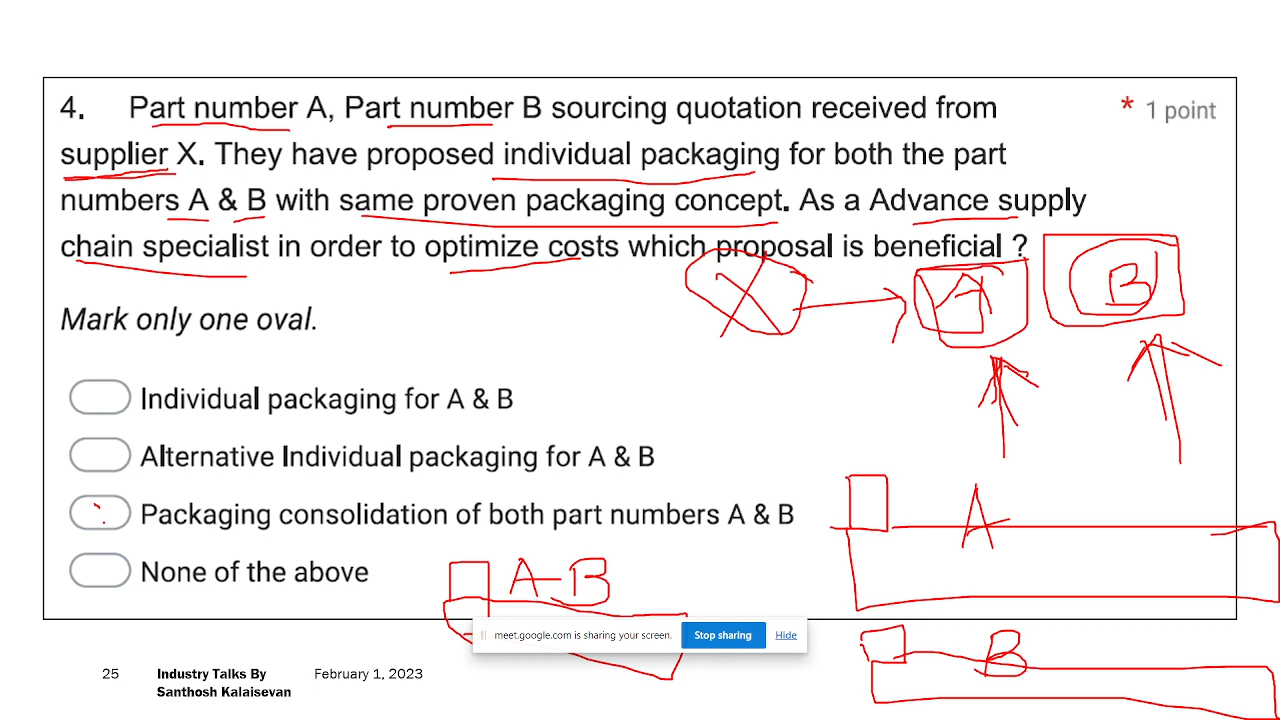 4. Part number A, Part number B sourcing quotation received from * 1 point
supplier X. They have proposed individual packaging for both the part
numbers A & B with same proven packaging concept. As a Advance supply
chain specialist in order to optimize costs which proposal is beneficial ?
X A B
Mark only one oval.
Individual packaging for A & B
Alternative Individual packaging for A & B
Packaging consolidation of both part numbers A & B
A
None of the above
A-B
meet.google.com is sharing your screen. Stop sharing Hide
B
25 Industry Talks By February 1, 2023
Santhosh Kalaisevan